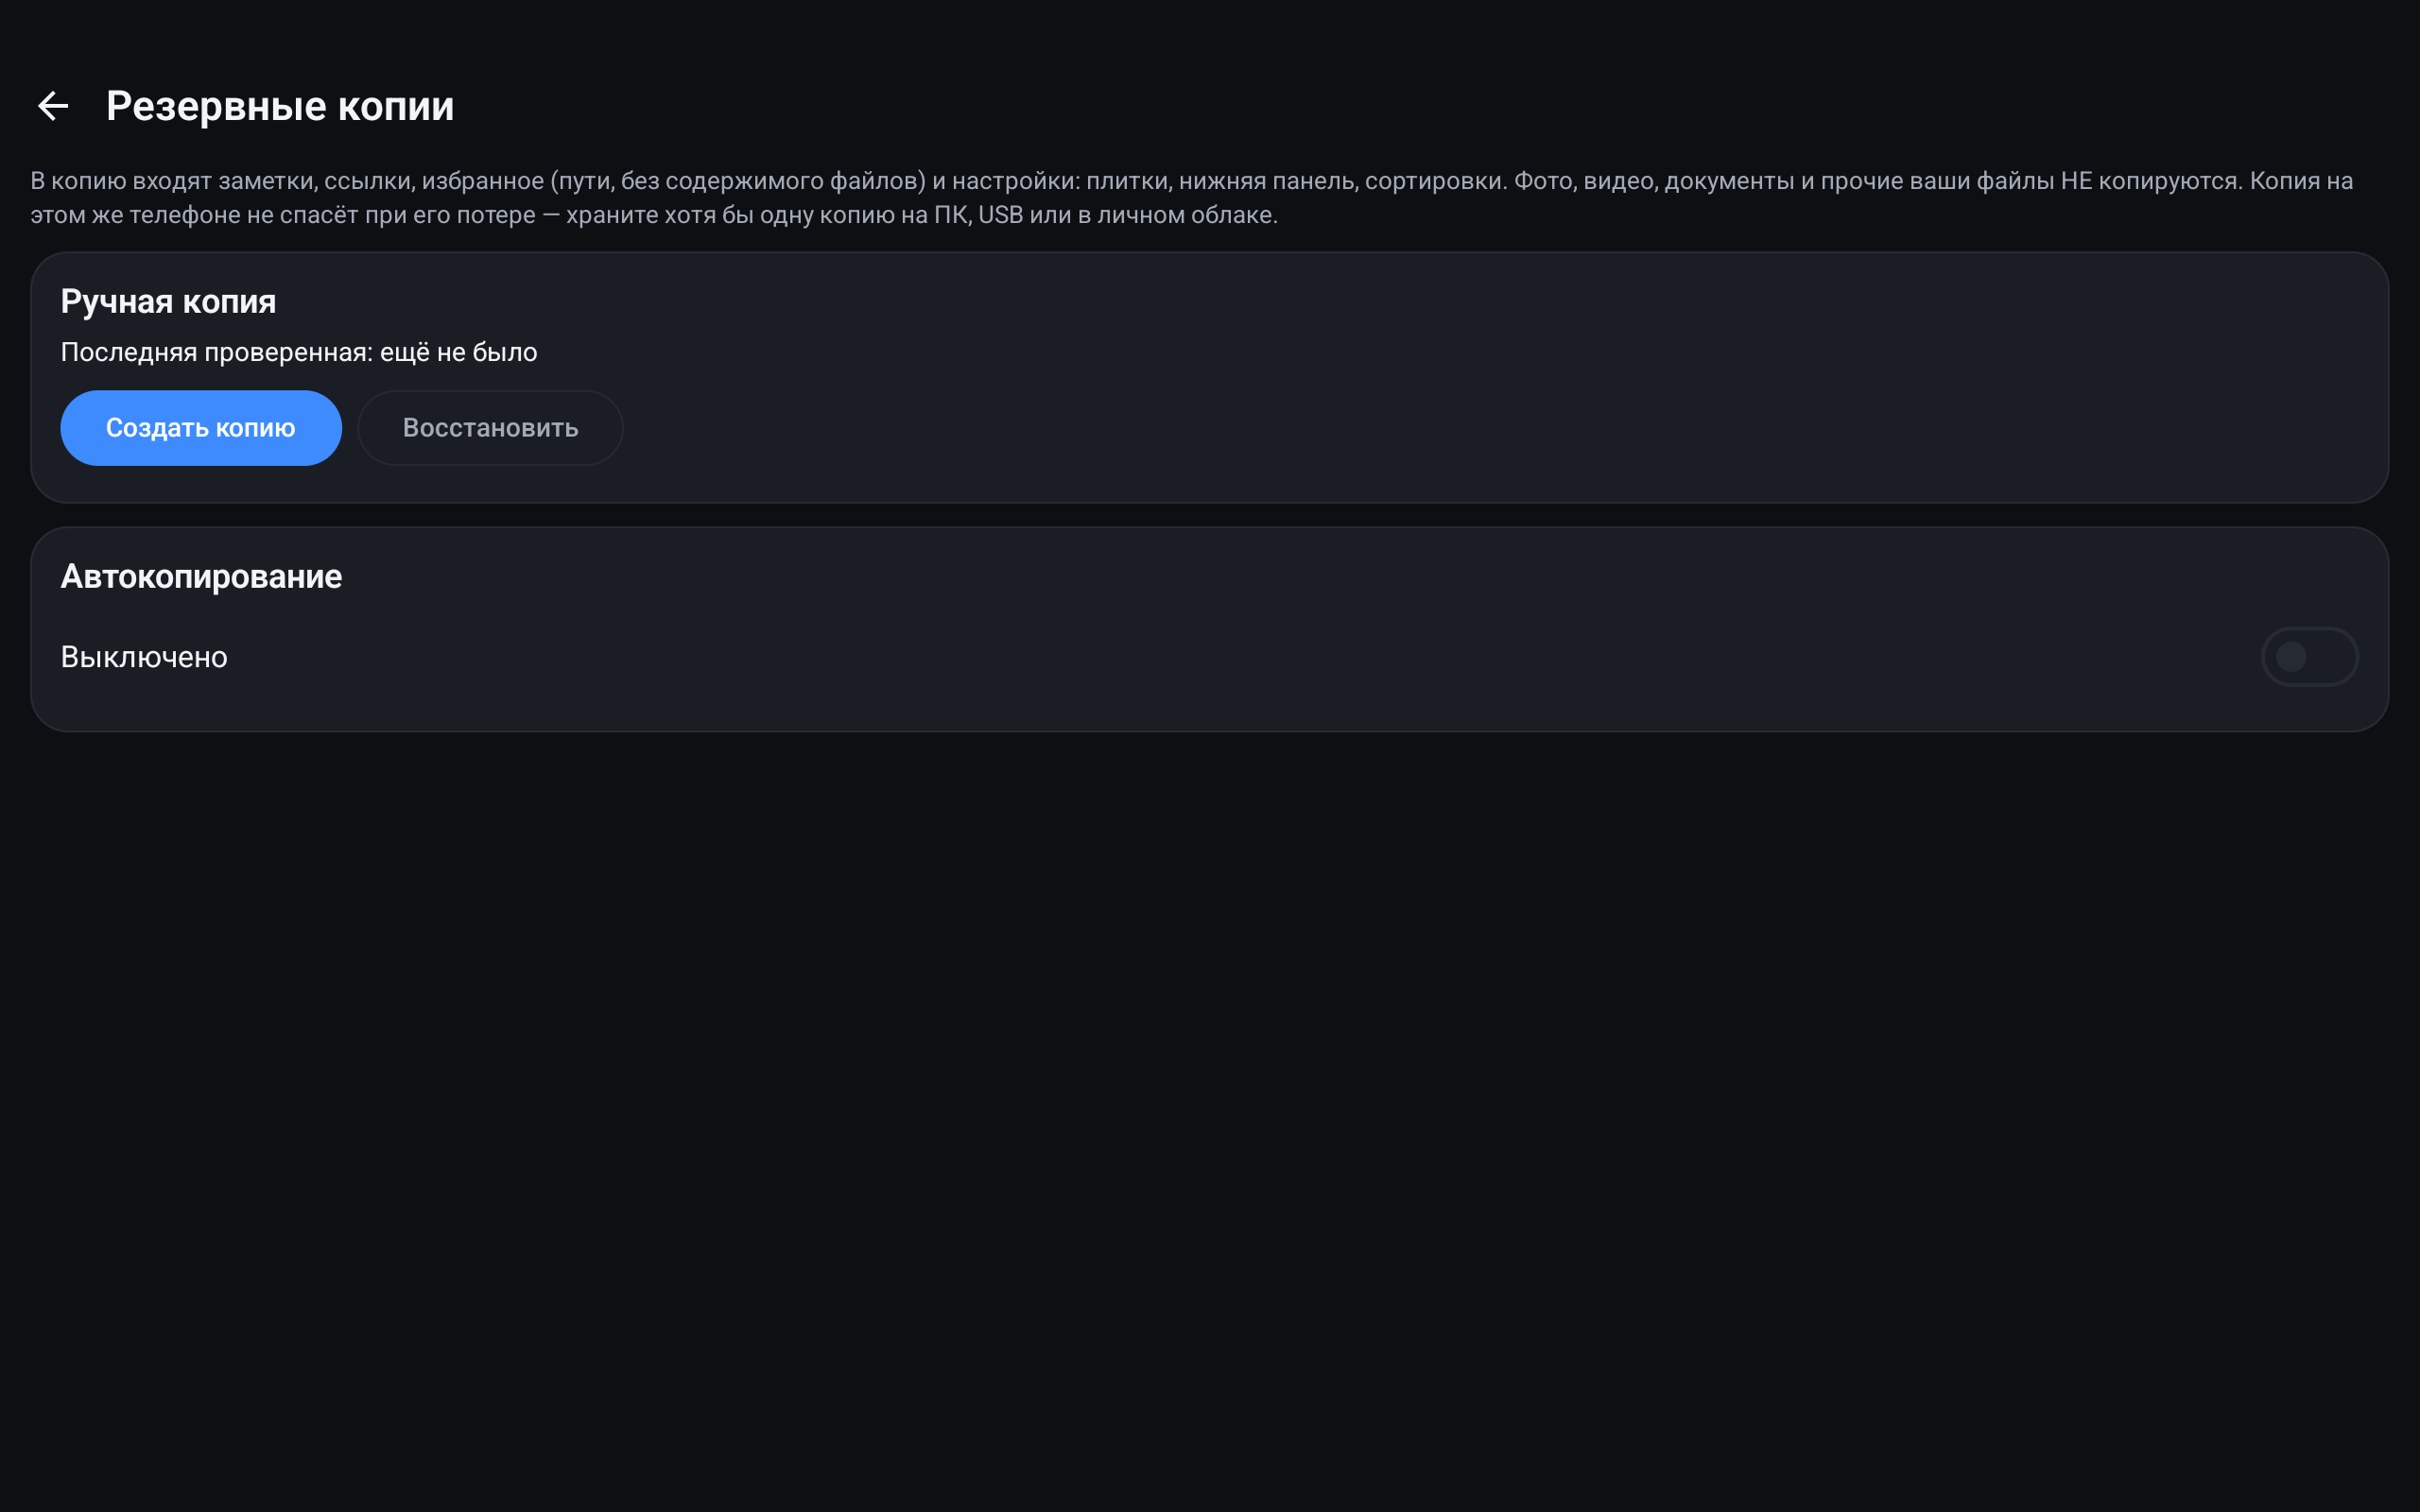 Резервные копии
В копию входят заметки, ссылки, избранное (пути, без содержимого файлов) и настройки: плитки, нижняя панель, сортировки. Фото, видео, документы и прочие ваши файлы НЕ копируются. Копия на
этом же телефоне не спасёт при его потере — храните хотя бы одну копию на ПК, USB или в личном облаке.
Ручная копия
Последняя проверенная: ещё не было
Создать копию
Восстановить
Автокопирование
Выключено